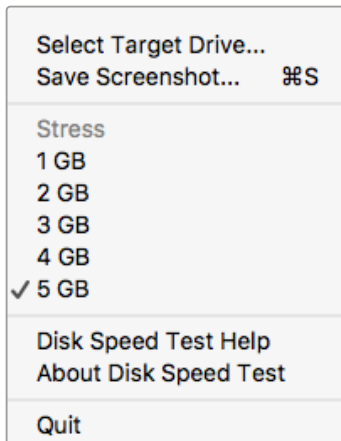 Select Target Drive...
Save Screenshot... ⌘S
Stress
1 GB
2 GB
3 GB
4 GB
✓ 5 GB
Disk Speed Test Help
About Disk Speed Test
Quit